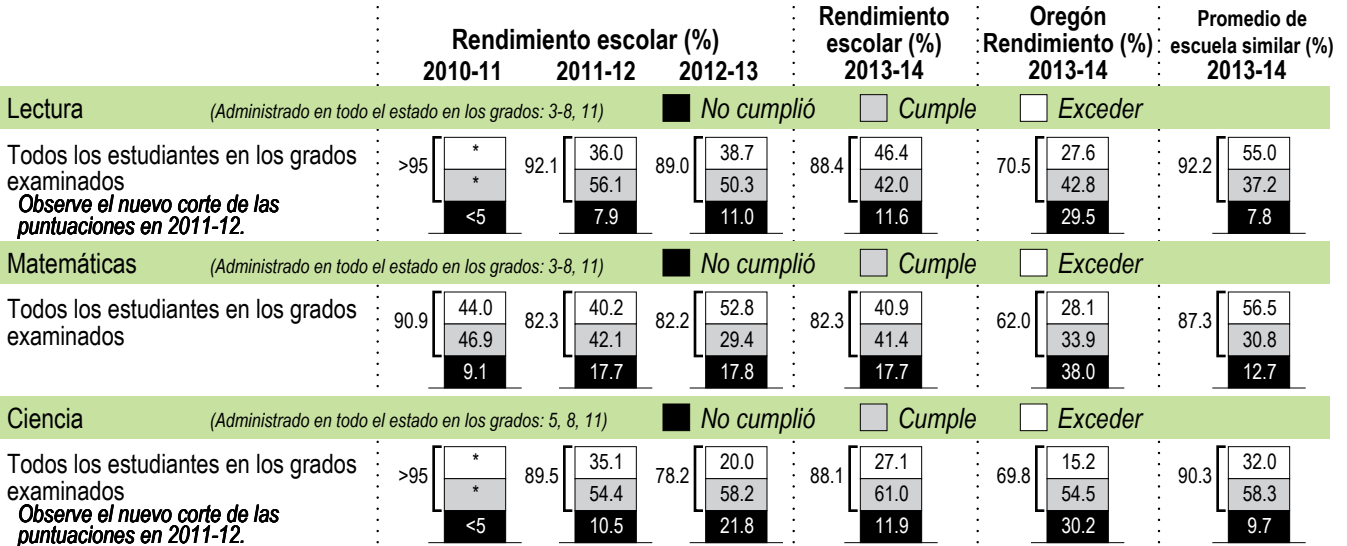 Rendimiento escolar (%)
2010-11 2011-12 2012-13
Rendimiento
escolar (%)
2013-14
Oregón
Rendimiento (%)
2013-14
Promedio de
escuela similar (%)
2013-14
Lectura (Administrado en todo el estado en los grados: 3-8, 11) No cumplió Cumple Exceder
Todos los estudiantes en los grados
examinados
Observe el nuevo corte de las
puntuaciones en 2011-12.
>95 * 92.1 36.0 89.0 38.7 88.4 46.4 70.5 27.6 92.2 55.0
* 56.1 50.3 42.0 42.8 37.2
<5 7.9 11.0 11.6 29.5 7.8
Matemáticas (Administrado en todo el estado en los grados: 3-8, 11) No cumplió Cumple Exceder
Todos los estudiantes en los grados
examinados
90.9 44.0 82.3 40.2 82.2 52.8 82.3 40.9 62.0 28.1 87.3 56.5
46.9 42.1 29.4 41.4 33.9 30.8
9.1 17.7 17.8 17.7 38.0 12.7
Ciencia (Administrado en todo el estado en los grados: 5, 8, 11) No cumplió Cumple Exceder
Todos los estudiantes en los grados
examinados
Observe el nuevo corte de las
puntuaciones en 2011-12.
>95 * 89.5 35.1 78.2 20.0 88.1 27.1 69.8 15.2 90.3 32.0
* 54.4 58.2 61.0 54.5 58.3
<5 10.5 21.8 11.9 30.2 9.7